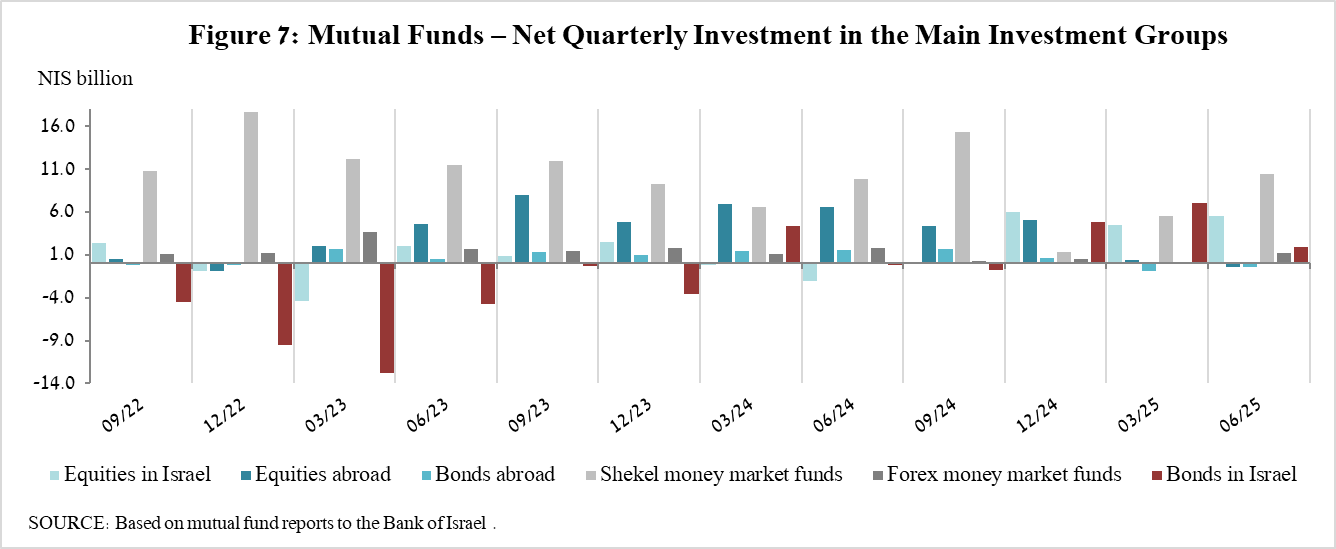 Figure 7: Mutual Funds – Net Quarterly Investment in the Main Investment Groups
NIS billion
16.0
11.0
6.0
1.0
-4.0
-9.0
-14.0
09/22 12/22 03/23 06/23 09/23 12/23 03/24 06/24 09/24 12/24 03/25 06/25
Equities in Israel Equities abroad Bonds abroad Shekel money market funds Forex money market funds Bonds in Israel
SOURCE: Based on mutual fund reports to the Bank of Israel .